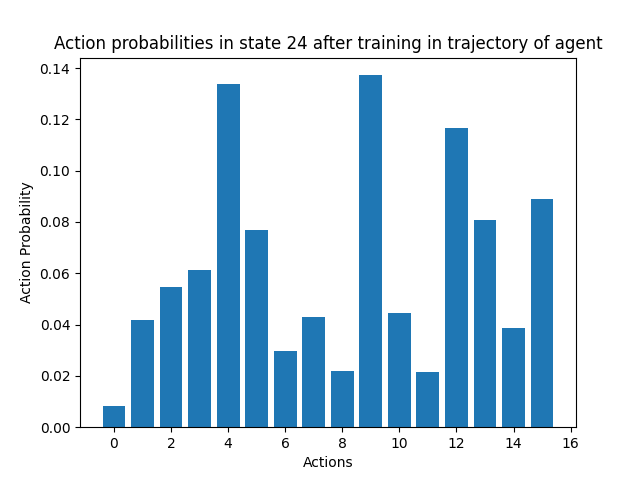 Action probabilities in state 24 after training in trajectory of agent
0.14
0.12
0.10
0.08
0.06
0.04
0.02
0.00
Action Probability
0 2 4 6 8 10 12 14 16
Actions